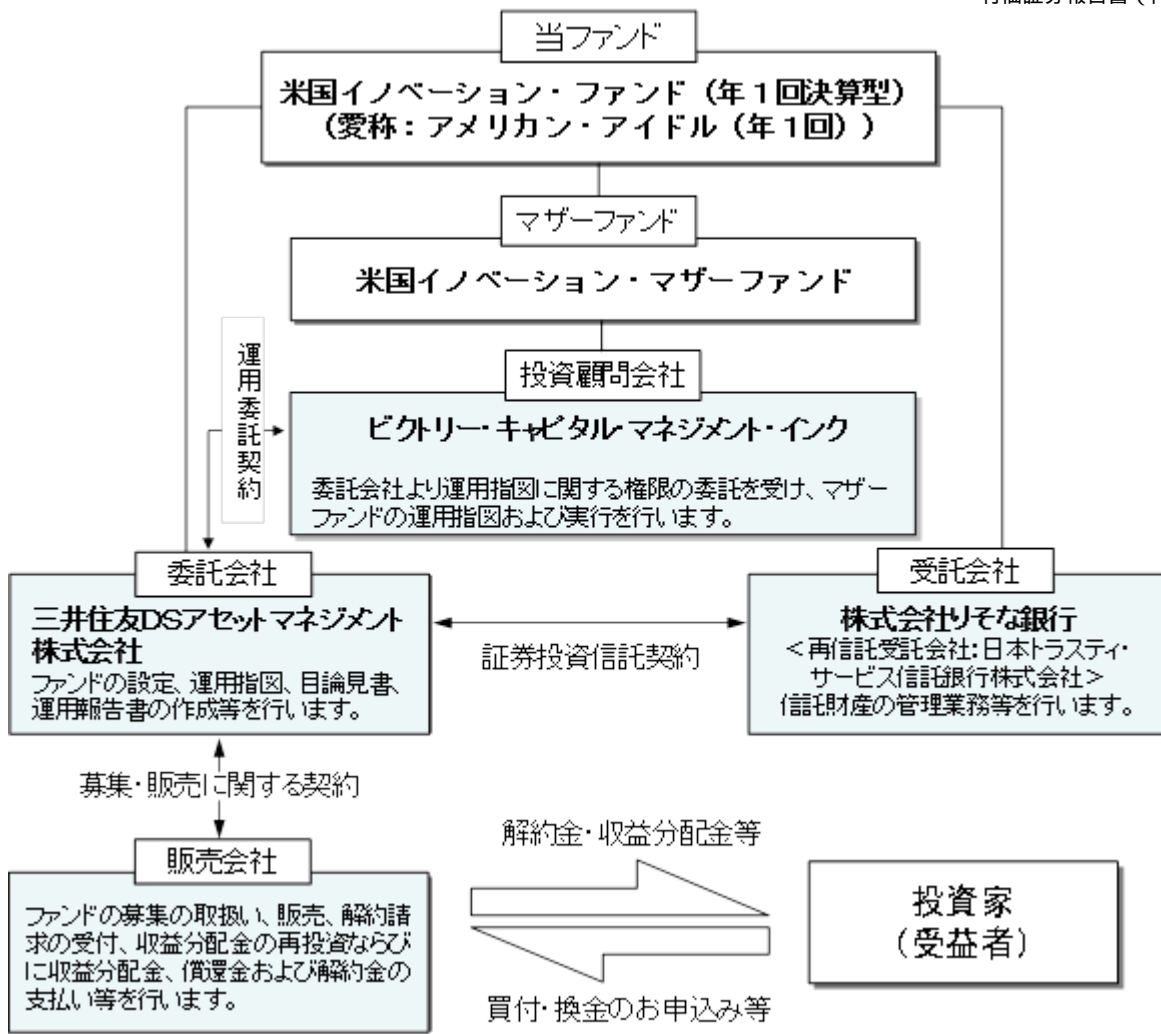 当ファンド
米国イノベーション・ファンド（年１回決算型）
（愛称：アメリカン・アイドル（年１回））
マザーファンド
米国イノベーション・マザーファンド
運用委託契約
投資顧問会社
ビクトリー・キャピタル・マネジメント・インク
委託会社より運用指図に関する権限の委託を受け、マザー
ファンドの運用指図および実行を行います。
委託会社
三井住友DSアセットマネジメント
株式会社
ファンドの設定、運用指図、目論見書、
運用報告書の作成等を行います。
証券投資信託契約
受託会社
株式会社りそな銀行
＜再信託受託会社：日本トラスティ・
サービス信託銀行株式会社＞
信託財産の管理業務等を行います。
募集・販売に関する契約
販売会社
ファンドの募集の取扱い、販売、解約請
求の受付、収益分配金の再投資ならび
に収益分配金、償還金および解約金の
支払い等を行います。
解約金・収益分配金等
買付・換金のお申込み等
投資家
（受益者）